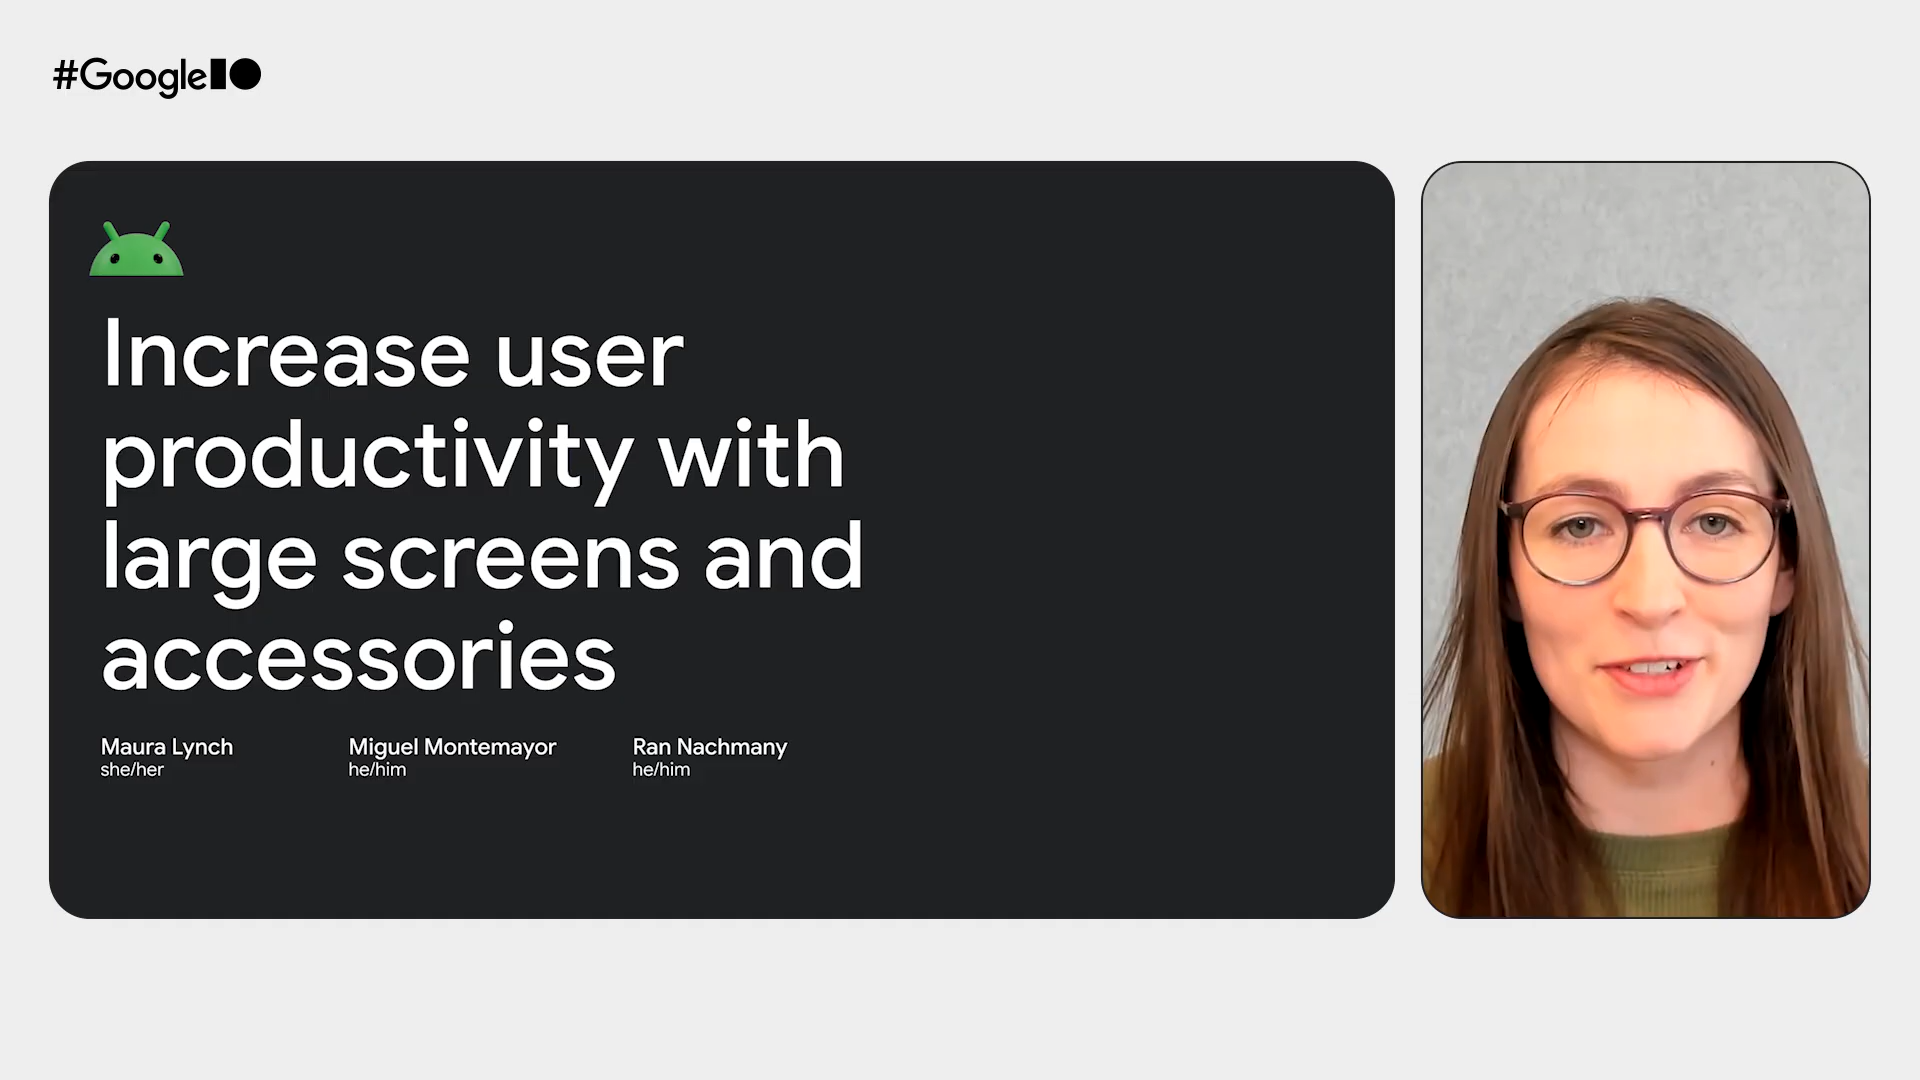 #GoogleIO
Increase user
productivity with
large screens and
accessories
Maura Lynch
she/her
Miguel Montemayor
he/him
Ran Nachmany
he/him